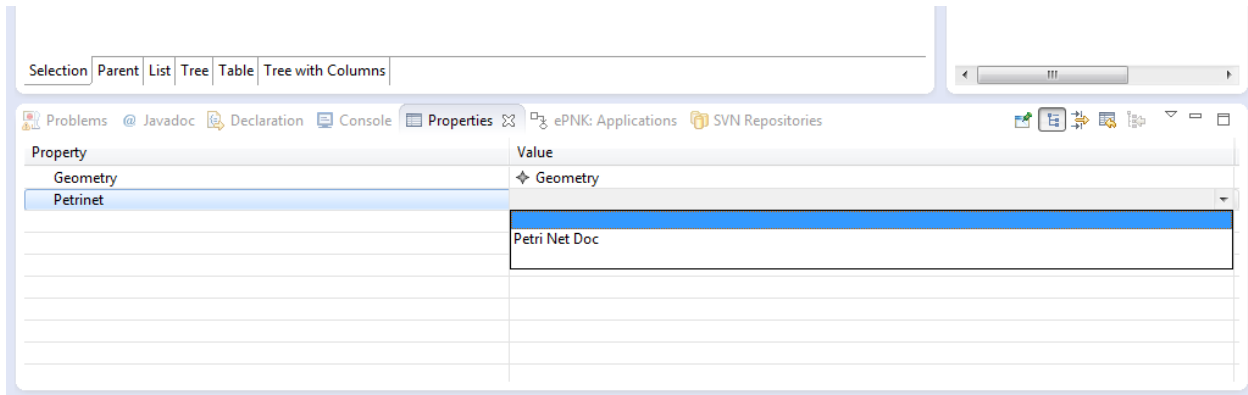 Selection Parent List Tree Table Tree with Columns
Problems @ Javadoc Declaration Console Properties ePNK: Applications SVN Repositories
Property Value
Geometry Geometry
Petrinet
Petri Net Doc